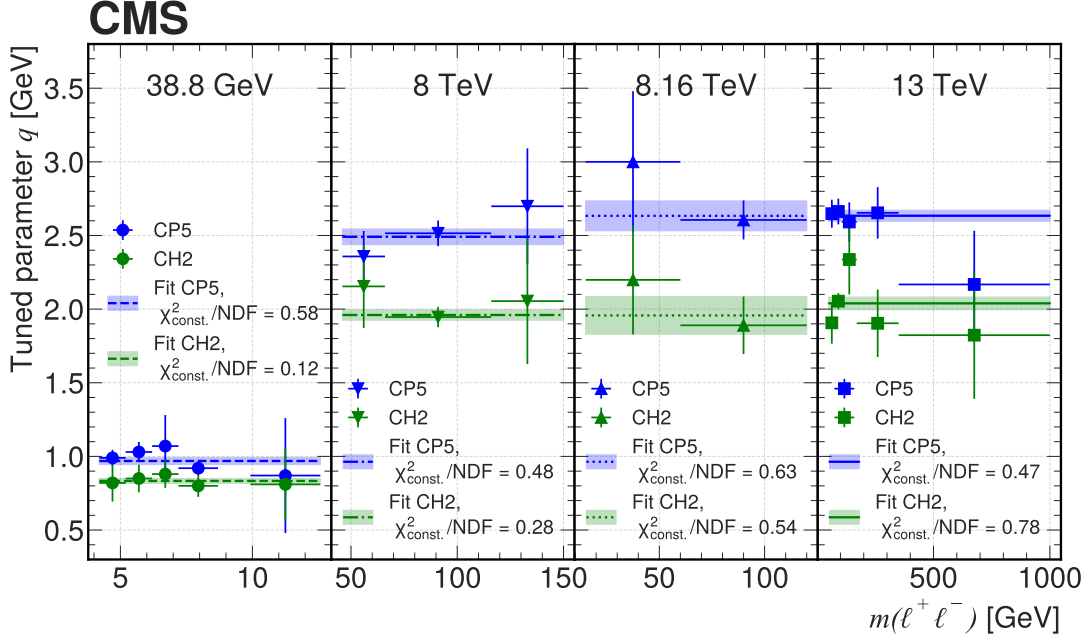 CMS
Tuned parameter q [GeV]
3.5
3.0
2.5
2.0
1.5
1.0
0.5
38.8 GeV
CP5
CH2
Fit CP5,
χ²const./NDF = 0.58
Fit CH2,
χ²const./NDF = 0.12
5
10
8 TeV
CP5
CH2
Fit CP5,
χ²const./NDF = 0.48
Fit CH2,
χ²const./NDF = 0.28
50
100
150
8.16 TeV
CP5
CH2
Fit CP5,
χ²const./NDF = 0.63
Fit CH2,
χ²const./NDF = 0.54
50
100
13 TeV
CP5
CH2
Fit CP5,
χ²const./NDF = 0.47
Fit CH2,
χ²const./NDF = 0.78
500
1000
m(ℓ⁺ ℓ⁻) [GeV]